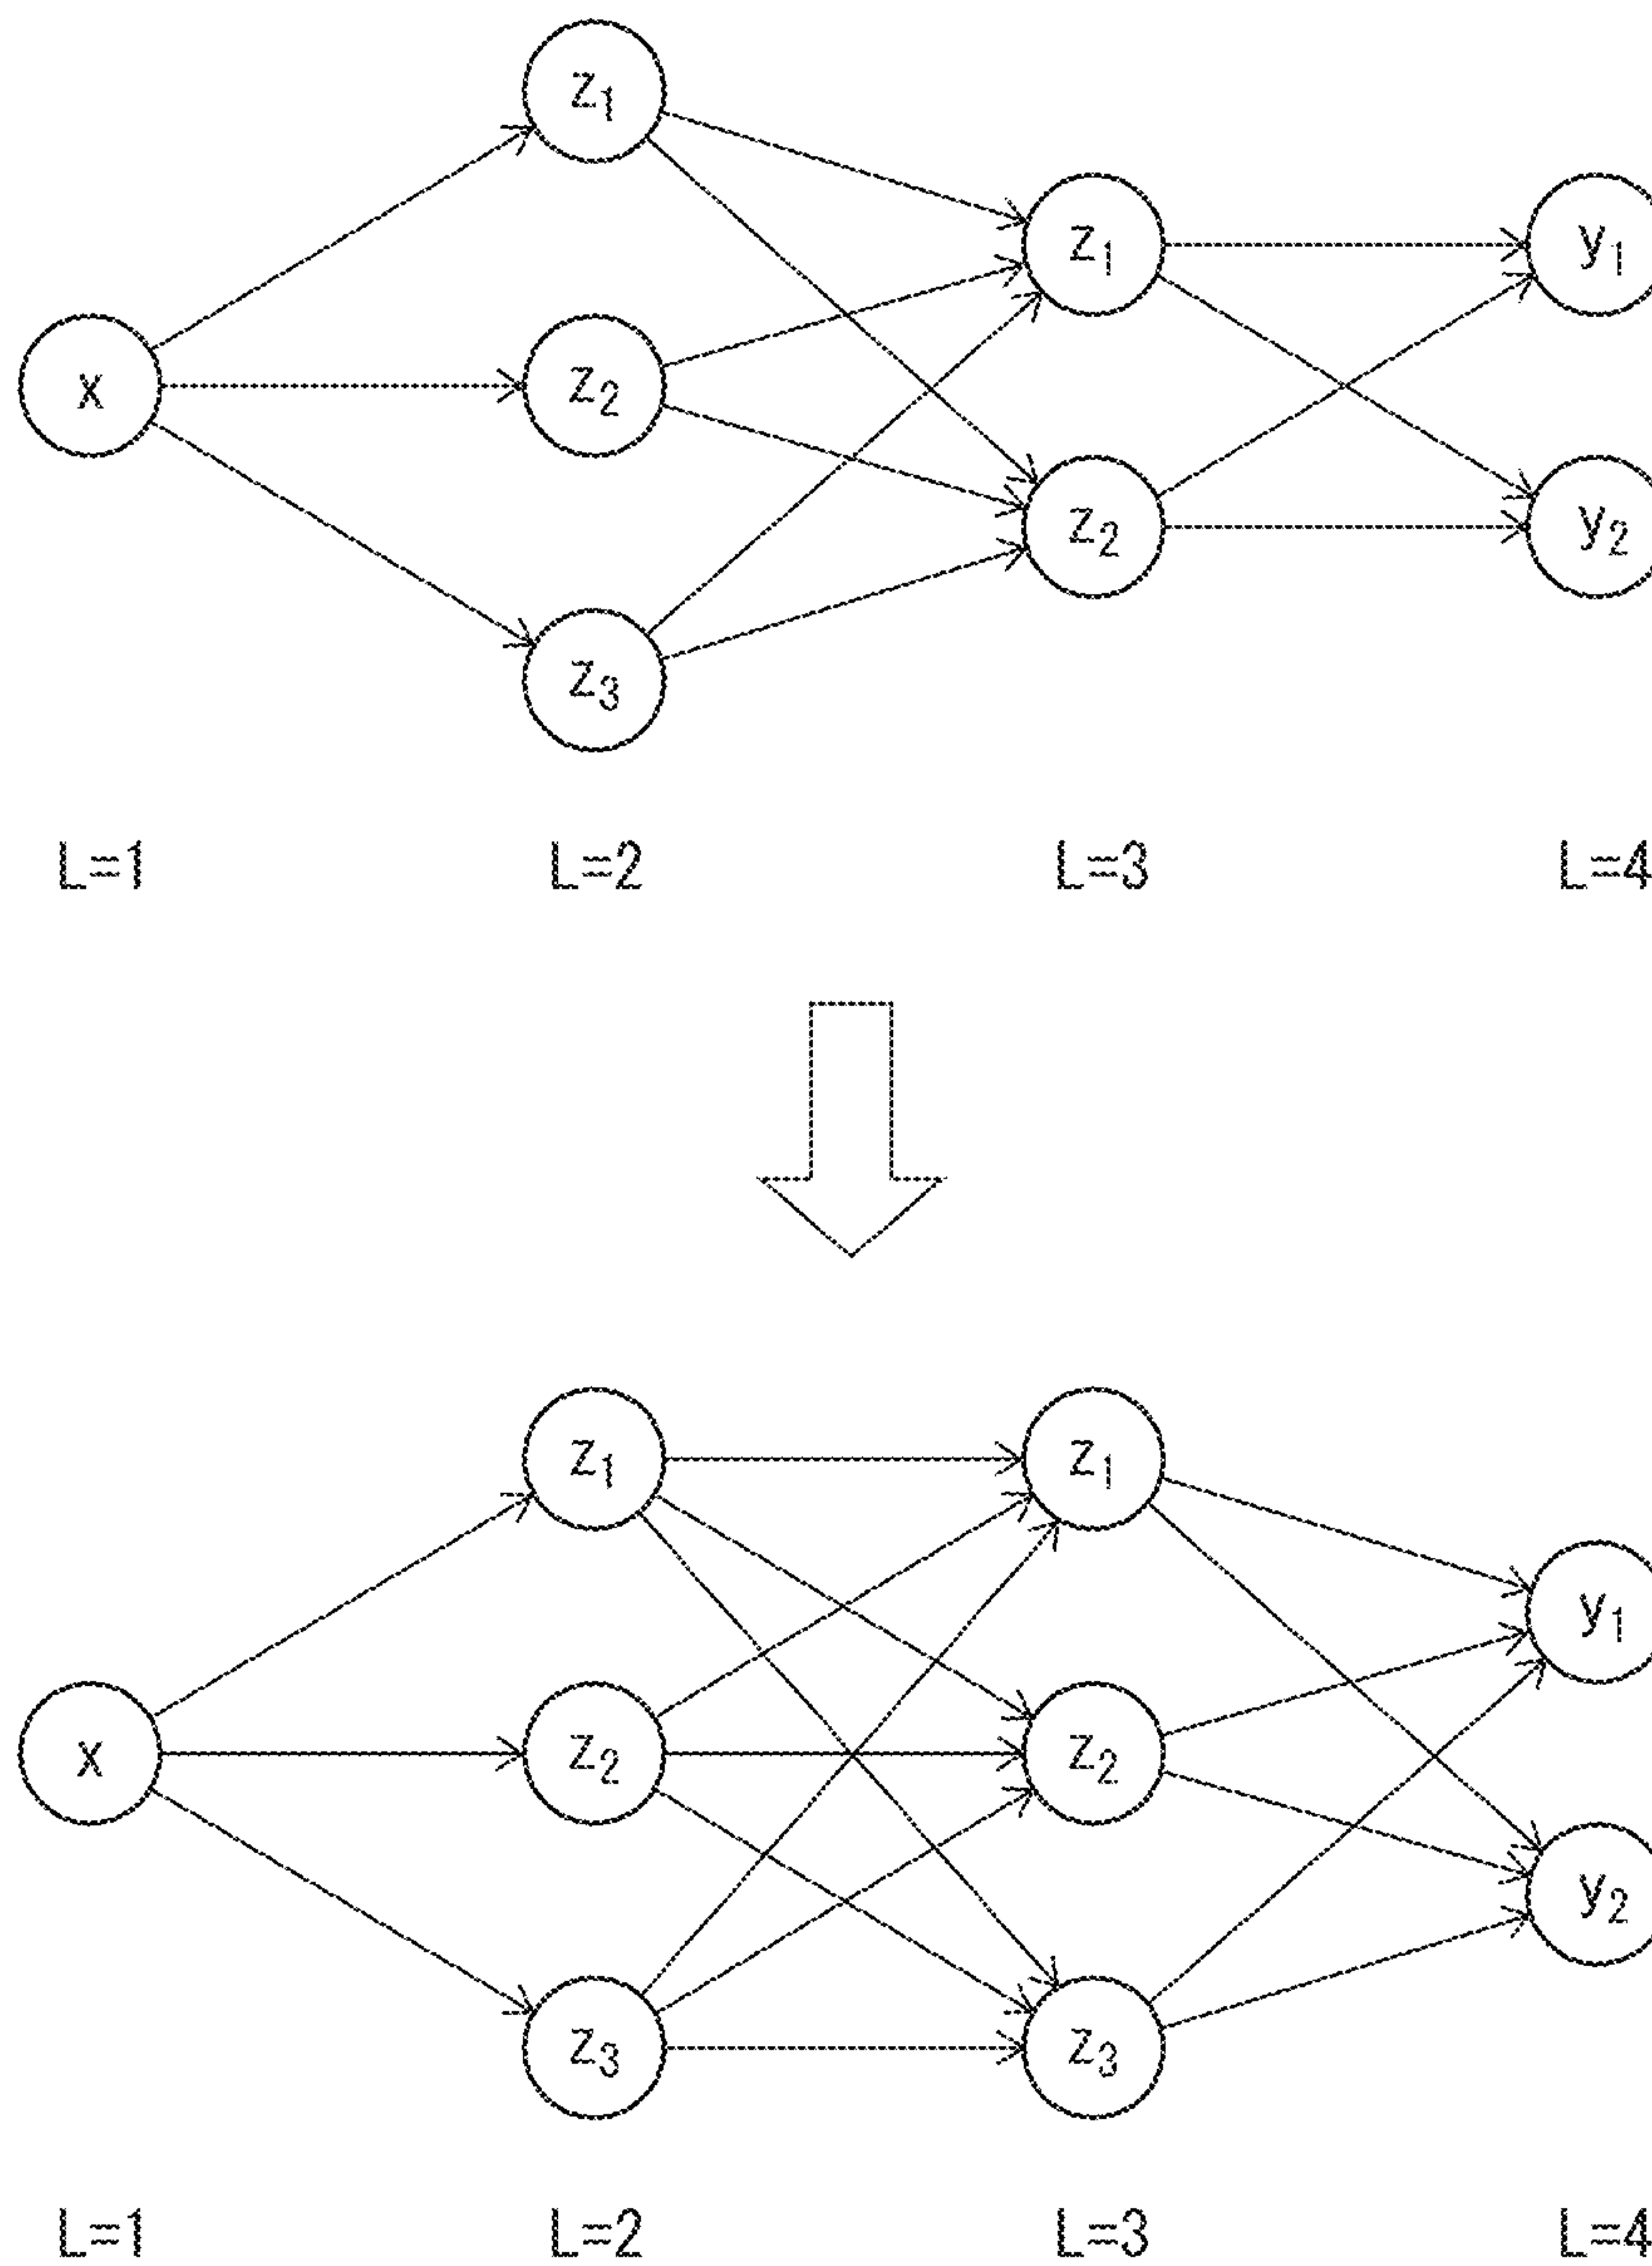 z₁
z₁ y₁
x z₂
z₂ y₂
z₃
L=1 L=2 L=3 L=4
z₁ z₁
y₁
x z₂ z₂
y₂
z₃ z₃
L=1 L=2 L=3 L=4